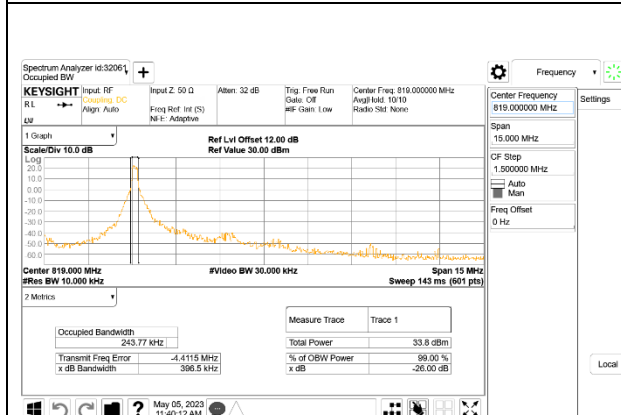 Spectrum Analyzer id:32061
Occupied BW
Frequency
KEYSIGHT Input: RF Input Z: 50 Ω Atten: 32 dB Trig: Free Run Center Freq: 819.000000 MHz
RL Coupling: DC Gate: Off Avg|Hold: 10/10
Align: Auto Freq Ref: Int (S) #IF Gain: Low Radio Std: None
NFE: Adaptive
Center Frequency
819.000000 MHz
Settings
Span
15.000 MHz
CF Step
1.500000 MHz
Auto
Man
Freq Offset
0 Hz
1 Graph
Ref Lvl Offset 12.00 dB
Scale/Div 10.0 dB Ref Value 30.00 dBm
Log
20.0
10.0
0.00
-10.0
-20.0
-30.0
-40.0
-50.0
-60.0
Center 819.000 MHz #Video BW 30.000 kHz Span 15 MHz
#Res BW 10.000 kHz Sweep 143 ms (601 pts)
2 Metrics
Measure Trace Trace 1
Occupied Bandwidth
243.77 kHz
Total Power 33.8 dBm
Transmit Freq Error -4.4115 MHz % of OBW Power 99.00 %
x dB Bandwidth 396.5 kHz x dB -26.00 dB
Local
May 05, 2023
11:40:12 AM